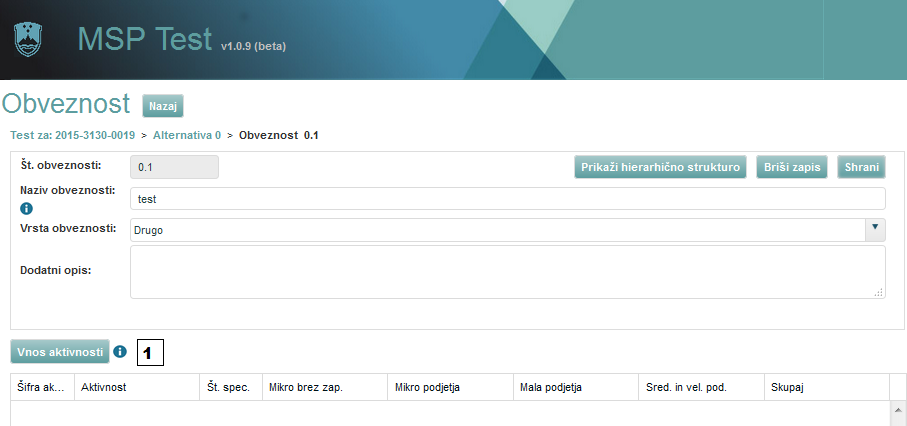 MSP Test v1.0.9 (beta)
Obveznost Nazaj
Test za: 2015-3130-0019 > Alternativa 0 > Obveznost 0.1
Št. obveznosti: 0.1 Prikaži hierarhično strukturo Briši zapis Shrani
Naziv obveznosti: test
Vrsta obveznosti: Drugo
Dodatni opis:
Vnos aktivnosti 1
Šifra ak... Aktivnost Št. spec. Mikro brez zap. Mikro podjetja Mala podjetja Sred. in vel. pod. Skupaj